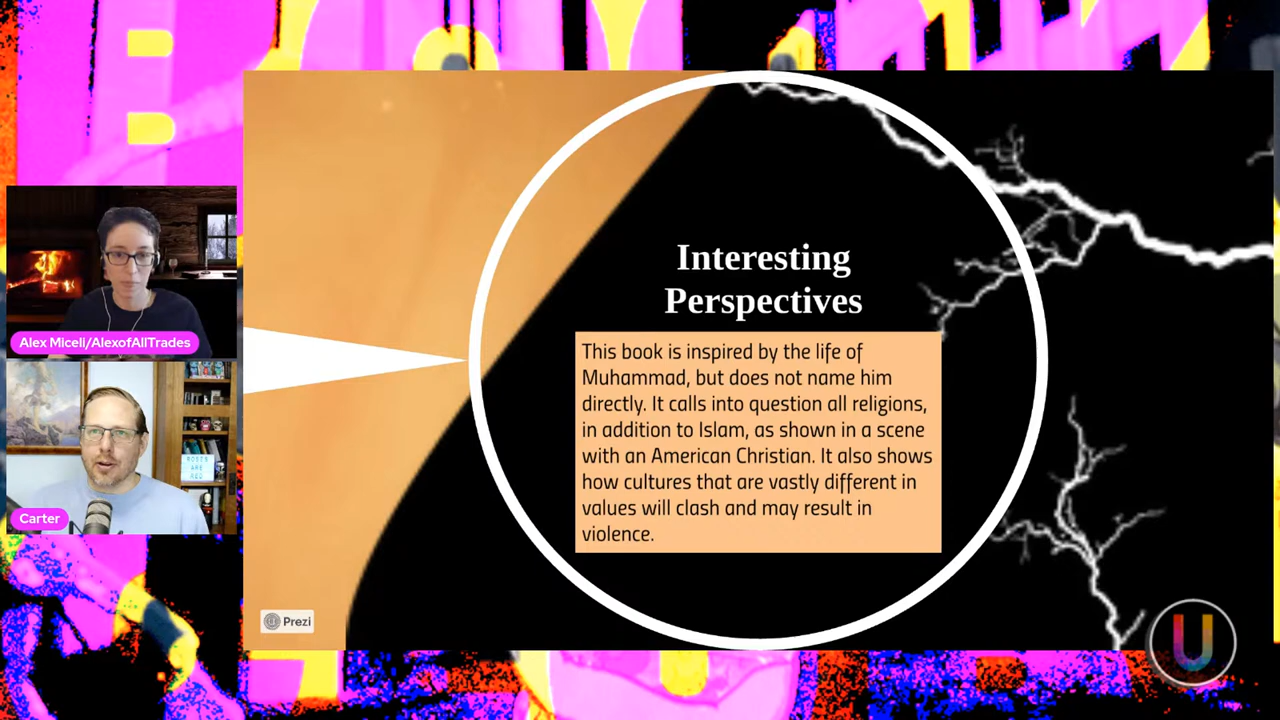 Interesting
Perspectives
This book is inspired by the life of
Muhammad, but does not name him
directly. It calls into question all religions,
in addition to Islam, as shown in a scene
with an American Christian. It also shows
how cultures that are vastly different in
values will clash and may result in
violence.
Alex Miceli/AlexofAllTrades
ROSES
ARE
RED
Carter
Prezi
U